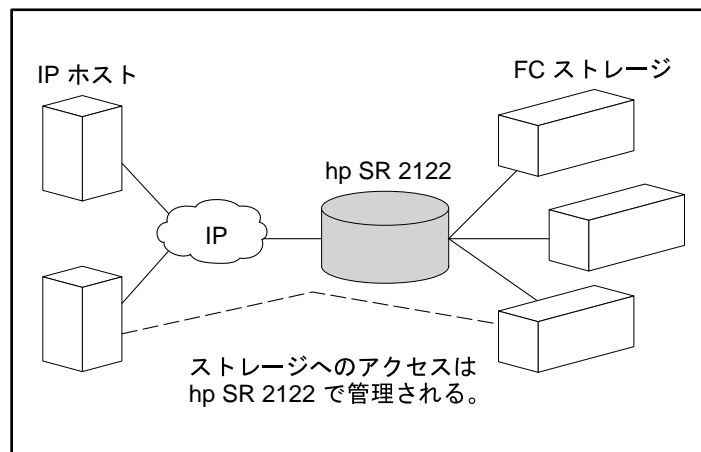 IP ホスト
FC ストレージ
hp SR 2122
IP
ストレージへのアクセスは
hp SR 2122 で管理される。